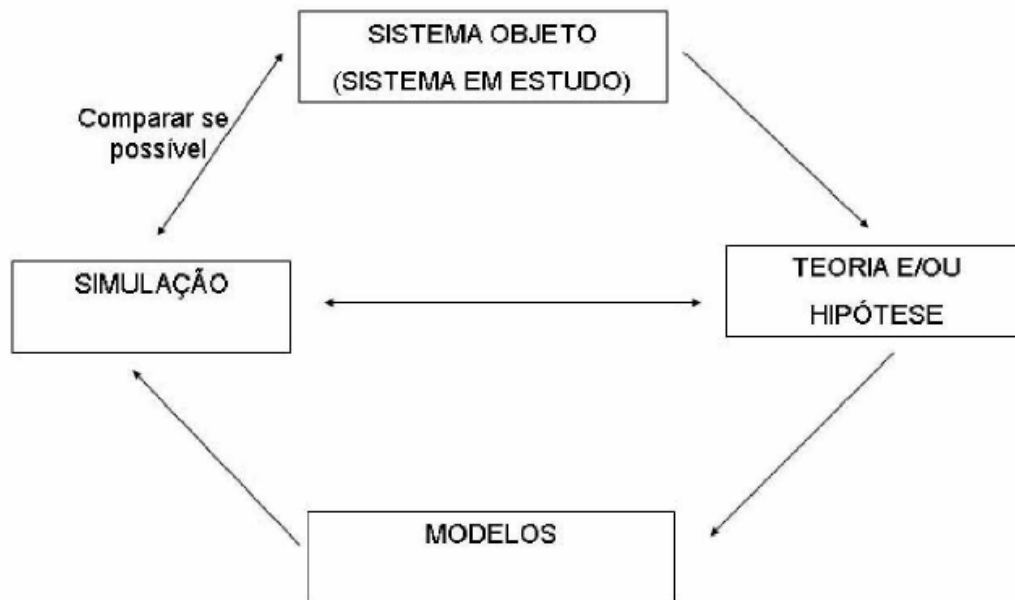 SISTEMA OBJETO
(SISTEMA EM ESTUDO)
Comparar se
possível
SIMULAÇÃO
TEORIA E/OU
HIPÓTESE
MODELOS